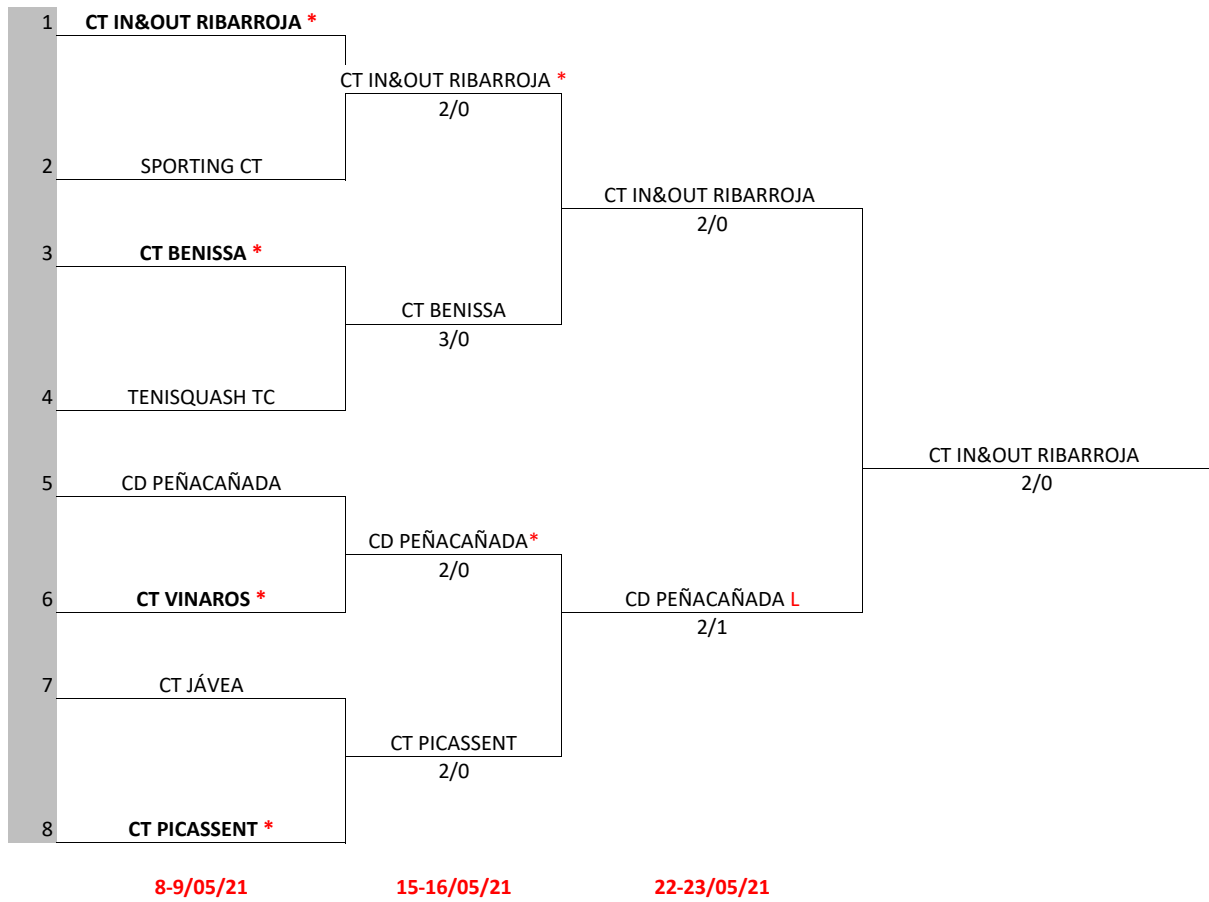 1 CT IN&OUT RIBARROJA *
CT IN&OUT RIBARROJA *
2/0
2 SPORTING CT
CT IN&OUT RIBARROJA
2/0
3 CT BENISSA *
CT BENISSA
3/0
4 TENISQUASH TC
CT IN&OUT RIBARROJA
2/0
5 CD PEÑACAÑADA
CD PEÑACAÑADA*
2/0
6 CT VINAROS *
CD PEÑACAÑADA L
2/1
7 CT JÁVEA
CT PICASSENT
2/0
8 CT PICASSENT *
8-9/05/21 15-16/05/21 22-23/05/21